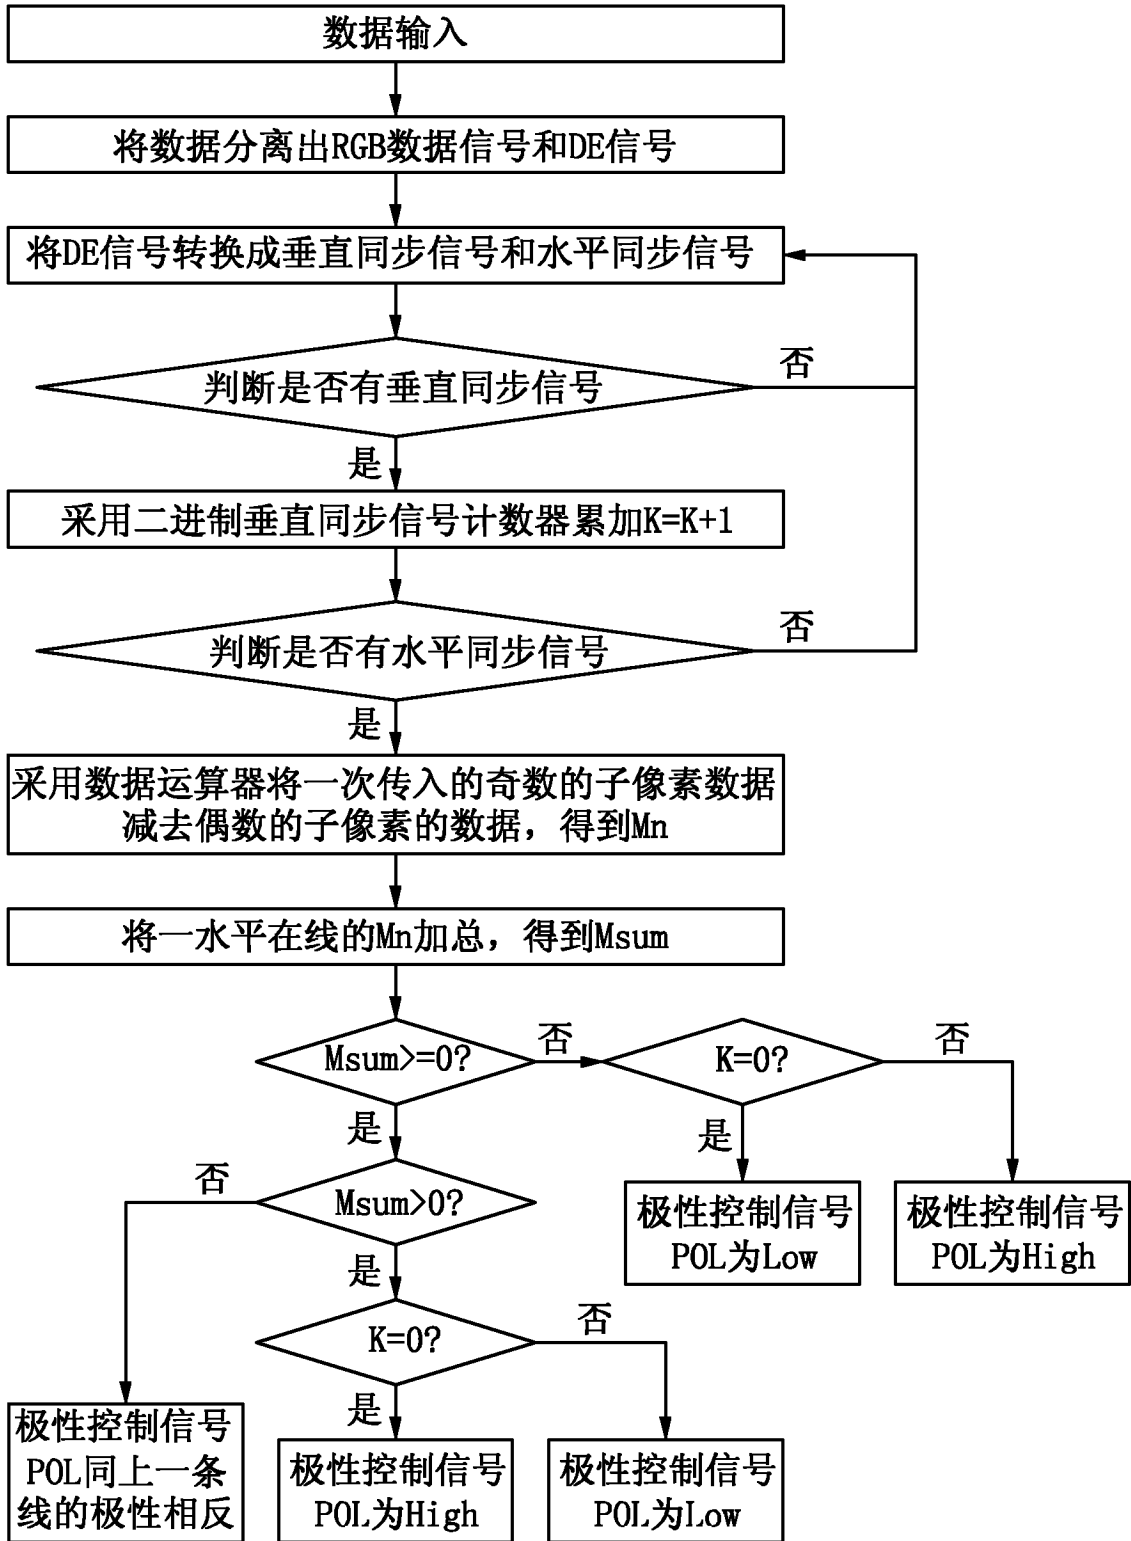 数据输入
将数据分离出RGB数据信号和DE信号
将DE信号转换成垂直同步信号和水平同步信号
判断是否有垂直同步信号
否
是
采用二进制垂直同步信号计数器累加K=K+1
判断是否有水平同步信号
否
是
采用数据运算器将一次传入的奇数的子像素数据
减去偶数的子像素的数据，得到Mn
将一水平在线的Mn加总，得到Msum
Msum>=0?
否
K=0?
否
是
是
极性控制信号
POL为Low
极性控制信号
POL为High
Msum>0?
否
是
K=0?
否
是
极性控制信号
POL同上一条
线的极性相反
极性控制信号
POL为High
极性控制信号
POL为Low